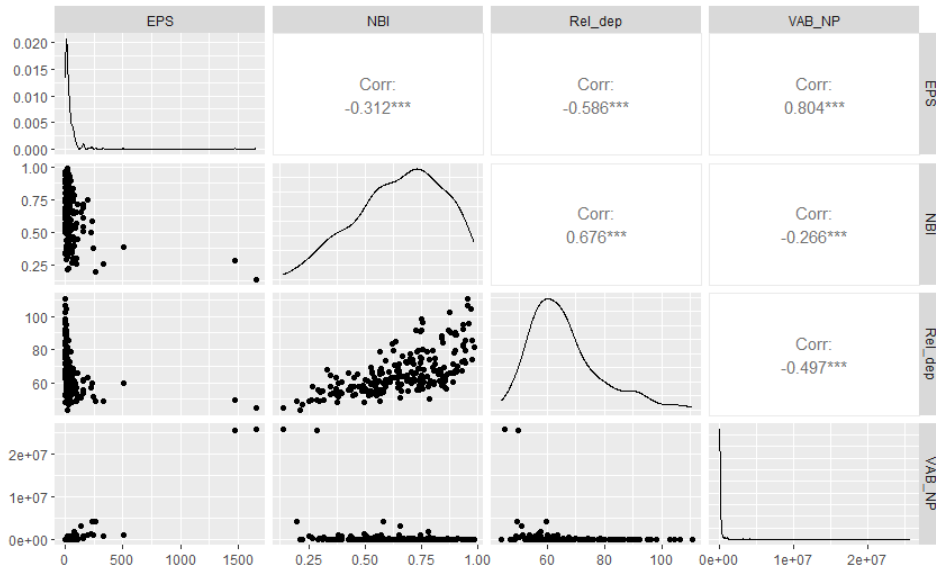 EPS NBI Rel_dep VAB_NP
0.020
0.015
0.010
0.005
0.000
Corr:
-0.312***
Corr:
-0.586***
Corr:
0.804***
EPS
1.00
0.75
0.50
0.25
Corr:
0.676***
Corr:
-0.266***
NBI
100
80
60
Corr:
-0.497***
Rel_dep
2e+07
1e+07
0e+00
VAB_NP
0 500 1000 1500 0.25 0.50 0.75 1.00 60 80 100 0e+00 1e+07 2e+07